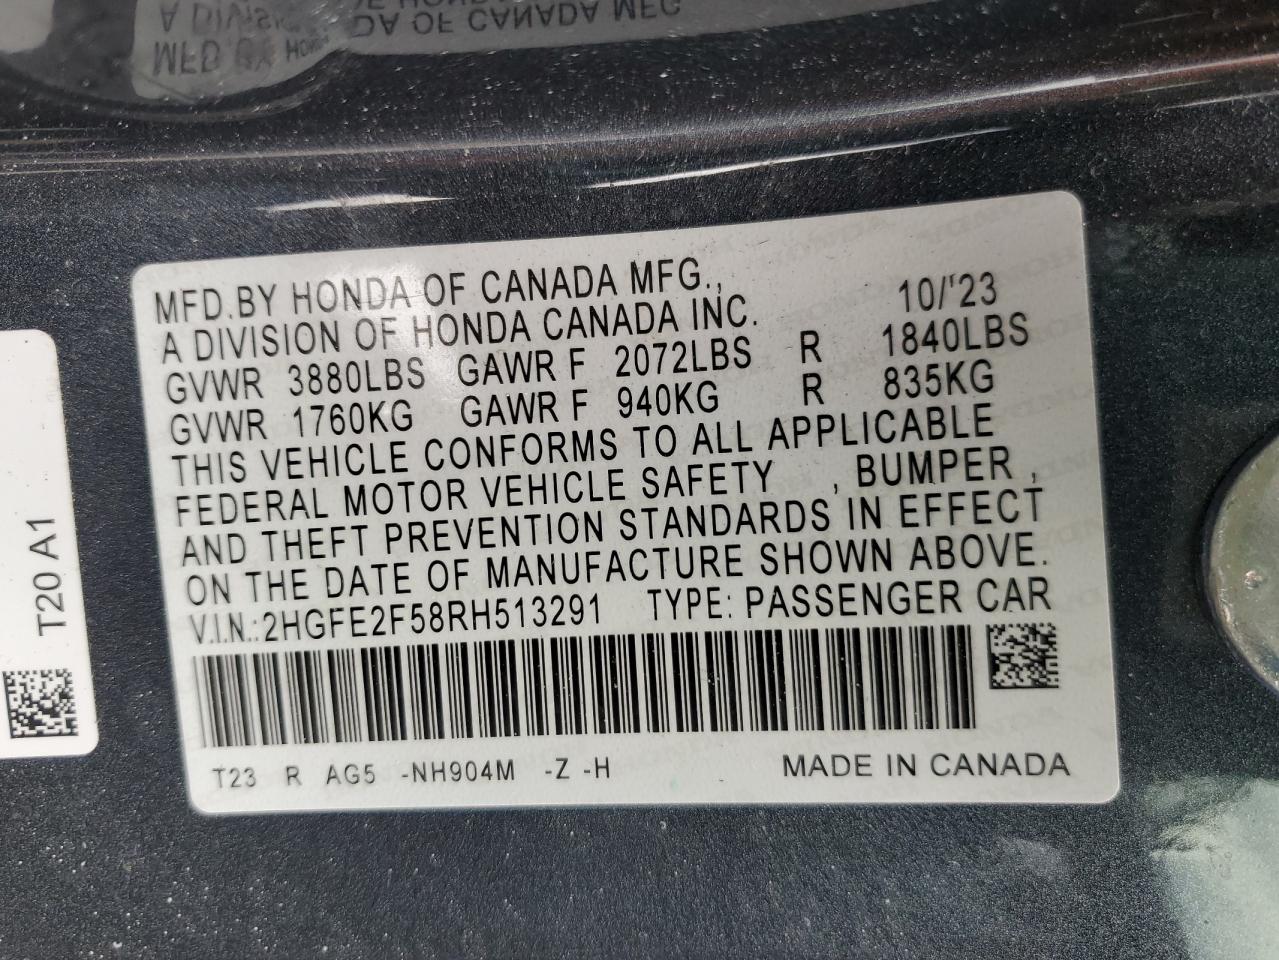 MFD.BY HONDA OF CANADA MFG.,
A DIVISION OF HONDA CANADA INC. 10/'23
GVWR 3880LBS GAWR F 2072LBS R 1840LBS
GVWR 1760KG GAWR F 940KG R 835KG
THIS VEHICLE CONFORMS TO ALL APPLICABLE
FEDERAL MOTOR VEHICLE SAFETY , BUMPER ,
AND THEFT PREVENTION STANDARDS IN EFFECT
ON THE DATE OF MANUFACTURE SHOWN ABOVE.
V.I.N.:2HGFE2F58RH513291 TYPE: PASSENGER CAR
T23 R AG5 -NH904M -Z -H MADE IN CANADA
T20 A1